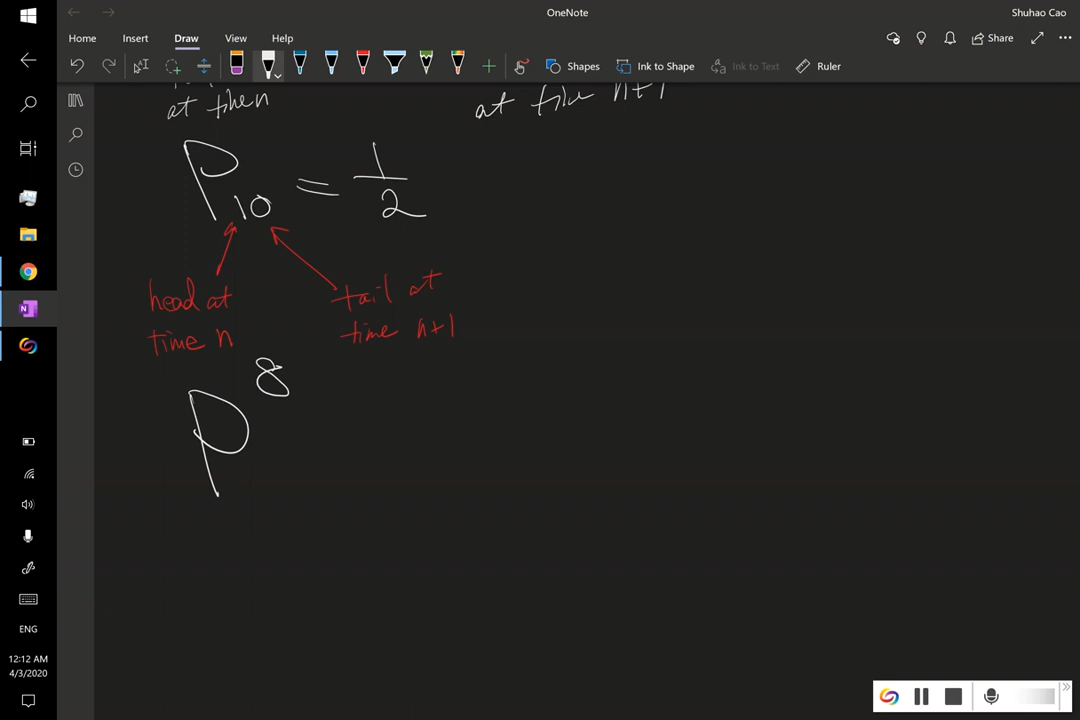 OneNote
Shuhao Cao
Home Insert Draw View Help
Share
Shapes
Ink to Shape
Ink to Text
Ruler
at time n
at time n+1
P10 = 1/2
head at
time n
tail at
time n+1
P^8
ENG
12:12 AM
4/3/2020